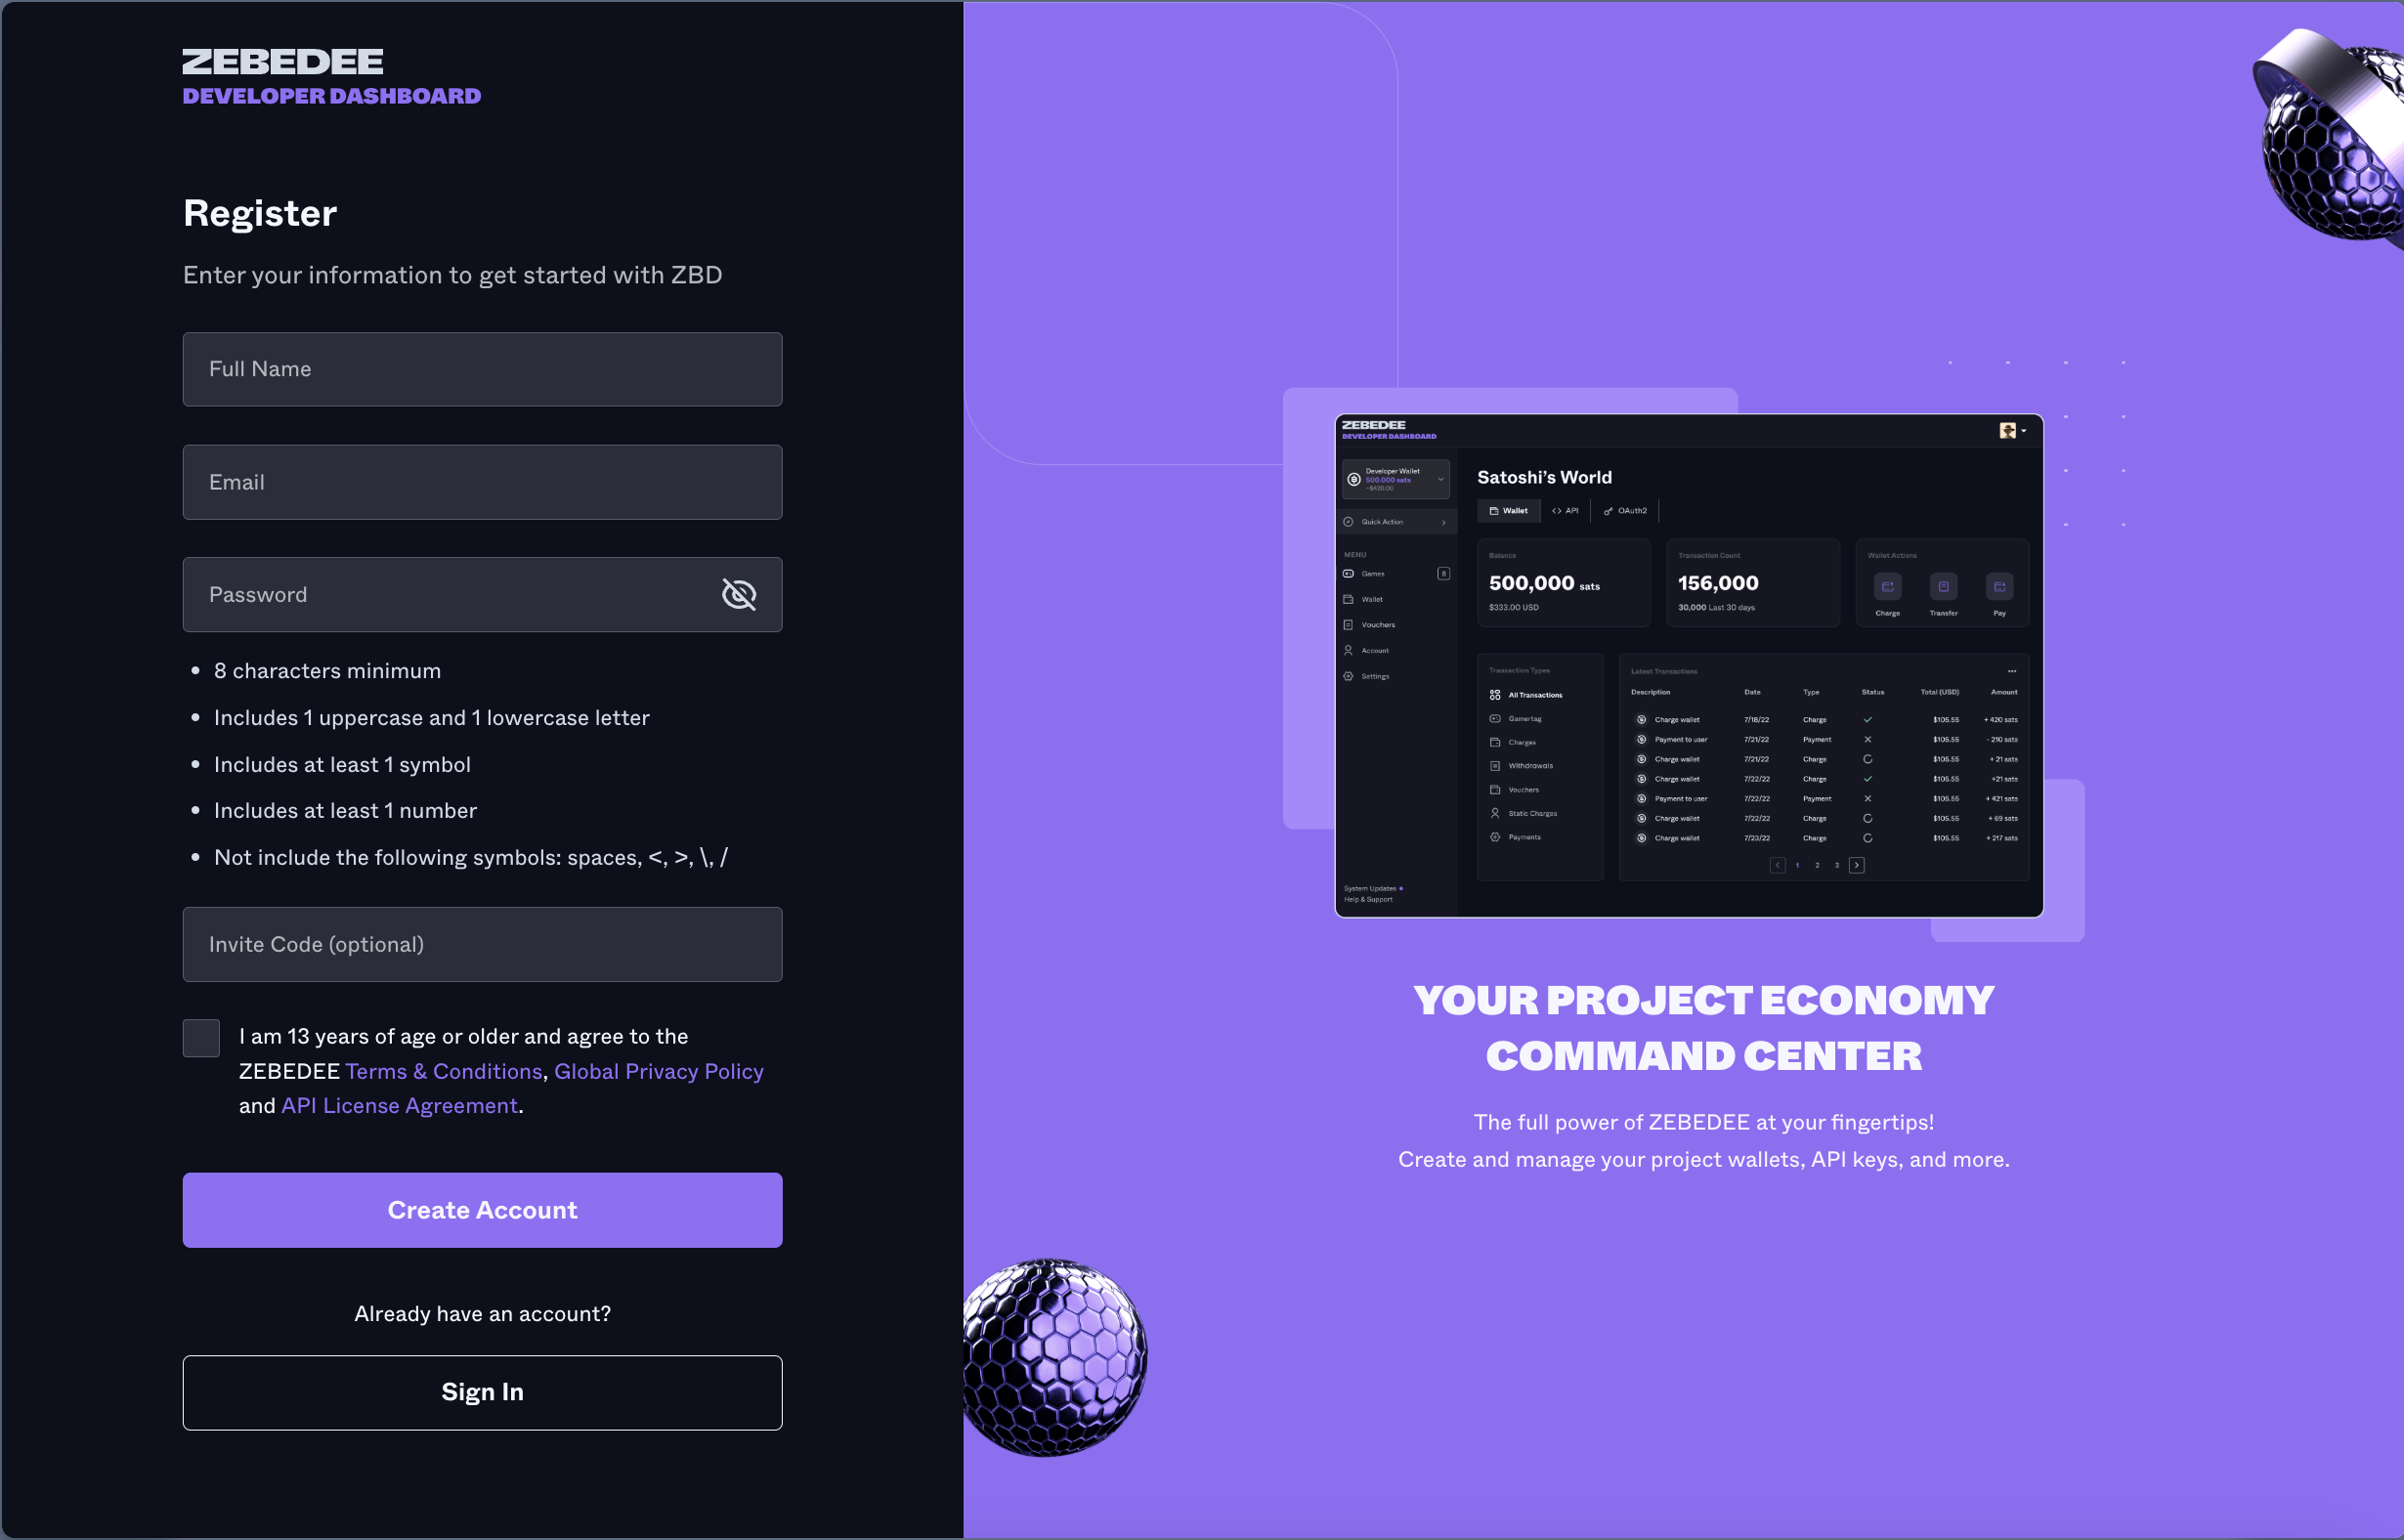 ZEBEDEE
DEVELOPER DASHBOARD
Register
Enter your information to get started with ZBD
Full Name
Email
Password
• 8 characters minimum
• Includes 1 uppercase and 1 lowercase letter
• Includes at least 1 symbol
• Includes at least 1 number
• Not include the following symbols: spaces, <, >, \, /
Invite Code (optional)
I am 13 years of age or older and agree to the
ZEBEDEE Terms & Conditions, Global Privacy Policy
and API License Agreement.
Create Account
Already have an account?
Sign In
ZEBEDEE
DEVELOPER DASHBOARD
Developer Wallet
500.000 sats
~$420.00
Quick Action
MENU
Games 8
Wallet
Vouchers
Account
Settings
System Updates
Help & Support
Satoshi's World
Wallet <> API OAuth2
Balance
500,000 sats
$333.00 USD
Transaction Count
156,000
30,000 Last 30 days
Wallet Actions
Charge Transfer Pay
Transaction Types
All Transactions
Gamertag
Charges
Withdrawals
Vouchers
Static Charges
Payments
Latest Transactions
Description Date Type Status Total (USD) Amount
Charge wallet 7/18/22 Charge $105.55 + 420 sats
Payment to user 7/21/22 Payment $105.55 - 210 sats
Charge wallet 7/21/22 Charge $105.55 + 21 sats
Charge wallet 7/22/22 Charge $105.55 +21 sats
Payment to user 7/22/22 Payment $105.55 + 421 sats
Charge wallet 7/22/22 Charge $105.55 + 69 sats
Charge wallet 7/23/22 Charge $105.55 + 217 sats
< 1 2 3 >
YOUR PROJECT ECONOMY
COMMAND CENTER
The full power of ZEBEDEE at your fingertips!
Create and manage your project wallets, API keys, and more.